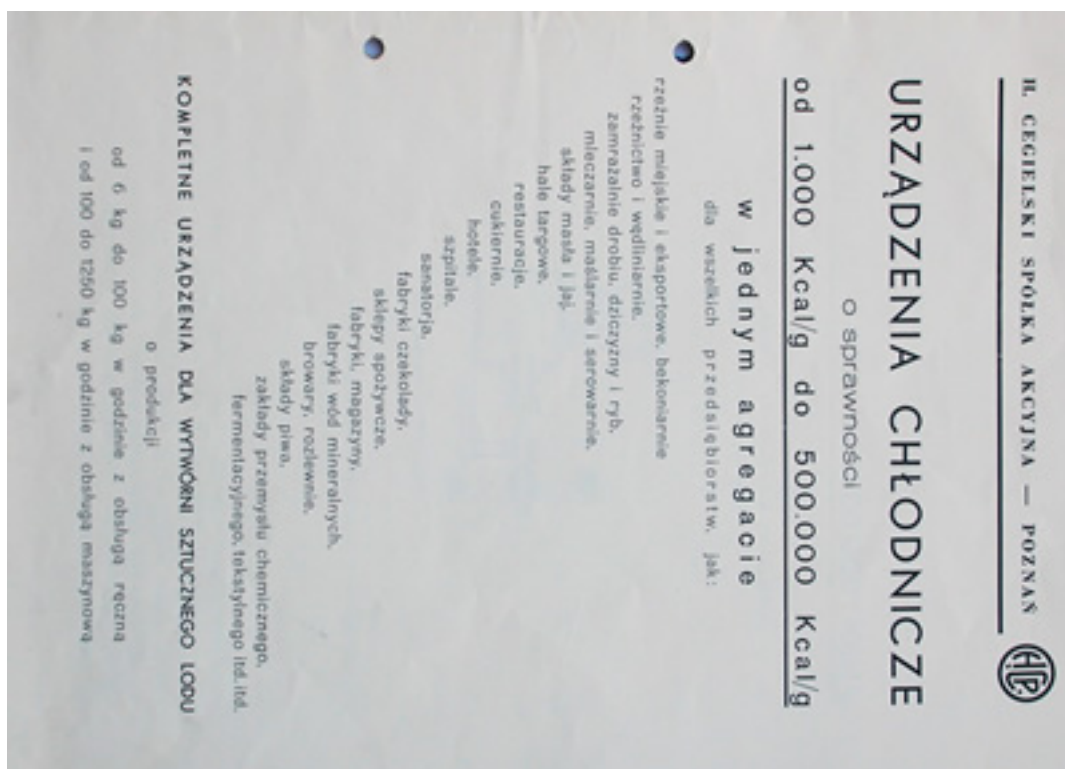 H. CEGIELSKI SPÓŁKA AKCYJNA — POZNAŃ
HCP
URZĄDZENIA CHŁODNICZE
o sprawności
od 1.000 Kcal/g do 500.000 Kcal/g
w jednym agregacie
dla wszelkich przedsiębiorstw, jak:
rzeźnie miejskie i eksportowe, bekoniarnie
rzeźnictwo i wędliniarnie,
zamrażalnie drobiu, dziczyzny i ryb,
mleczarnie, maślarnie i serowarnie,
składy masła i jaj,
hale targowe,
restauracje,
cukiernie,
hotele,
szpitale,
sanatorja,
fabryki czekolady,
sklepy spożywcze,
fabryki, magazyny,
fabryki wód mineralnych,
browary, rozlewnie,
składy piwa,
zakłady przemysłu chemicznego,
fermentacyjnego, tekstylnego itd. itd.
KOMPLETNE URZĄDZENIA DLA WYTWÓRNI SZTUCZNEGO LODU
o produkcji
od 6 kg do 100 kg w godzinie z obsługą ręczną
i od 100 do 1250 kg w godzinie z obsługą maszynową